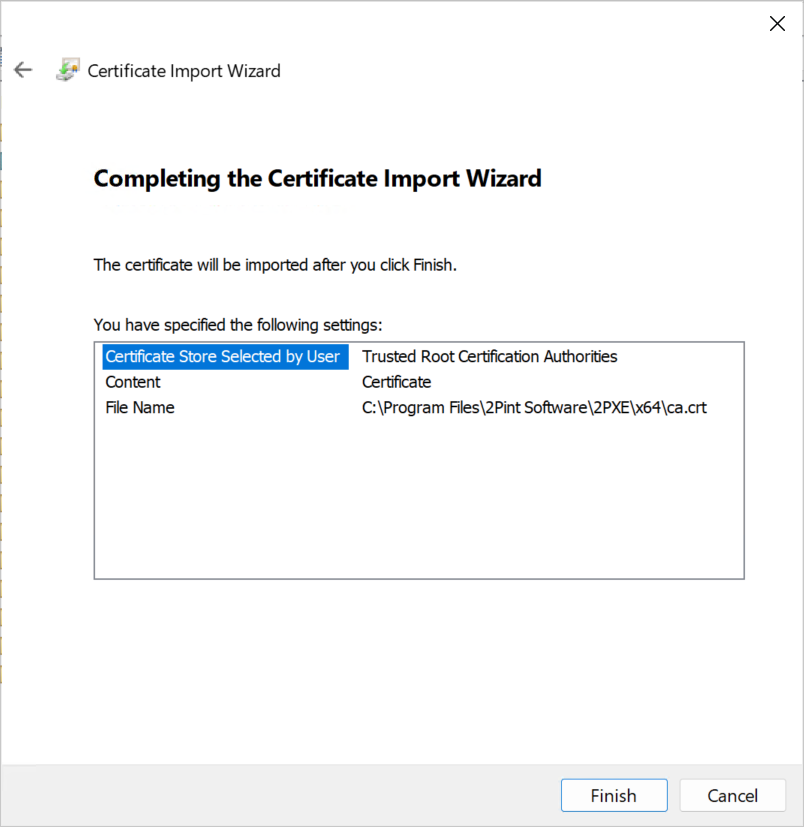 Certificate Import Wizard
Completing the Certificate Import Wizard
The certificate will be imported after you click Finish.
You have specified the following settings:
Certificate Store Selected by User Trusted Root Certification Authorities
Content Certificate
File Name C:\Program Files\2Pint Software\2PXE\x64\ca.crt
Finish Cancel